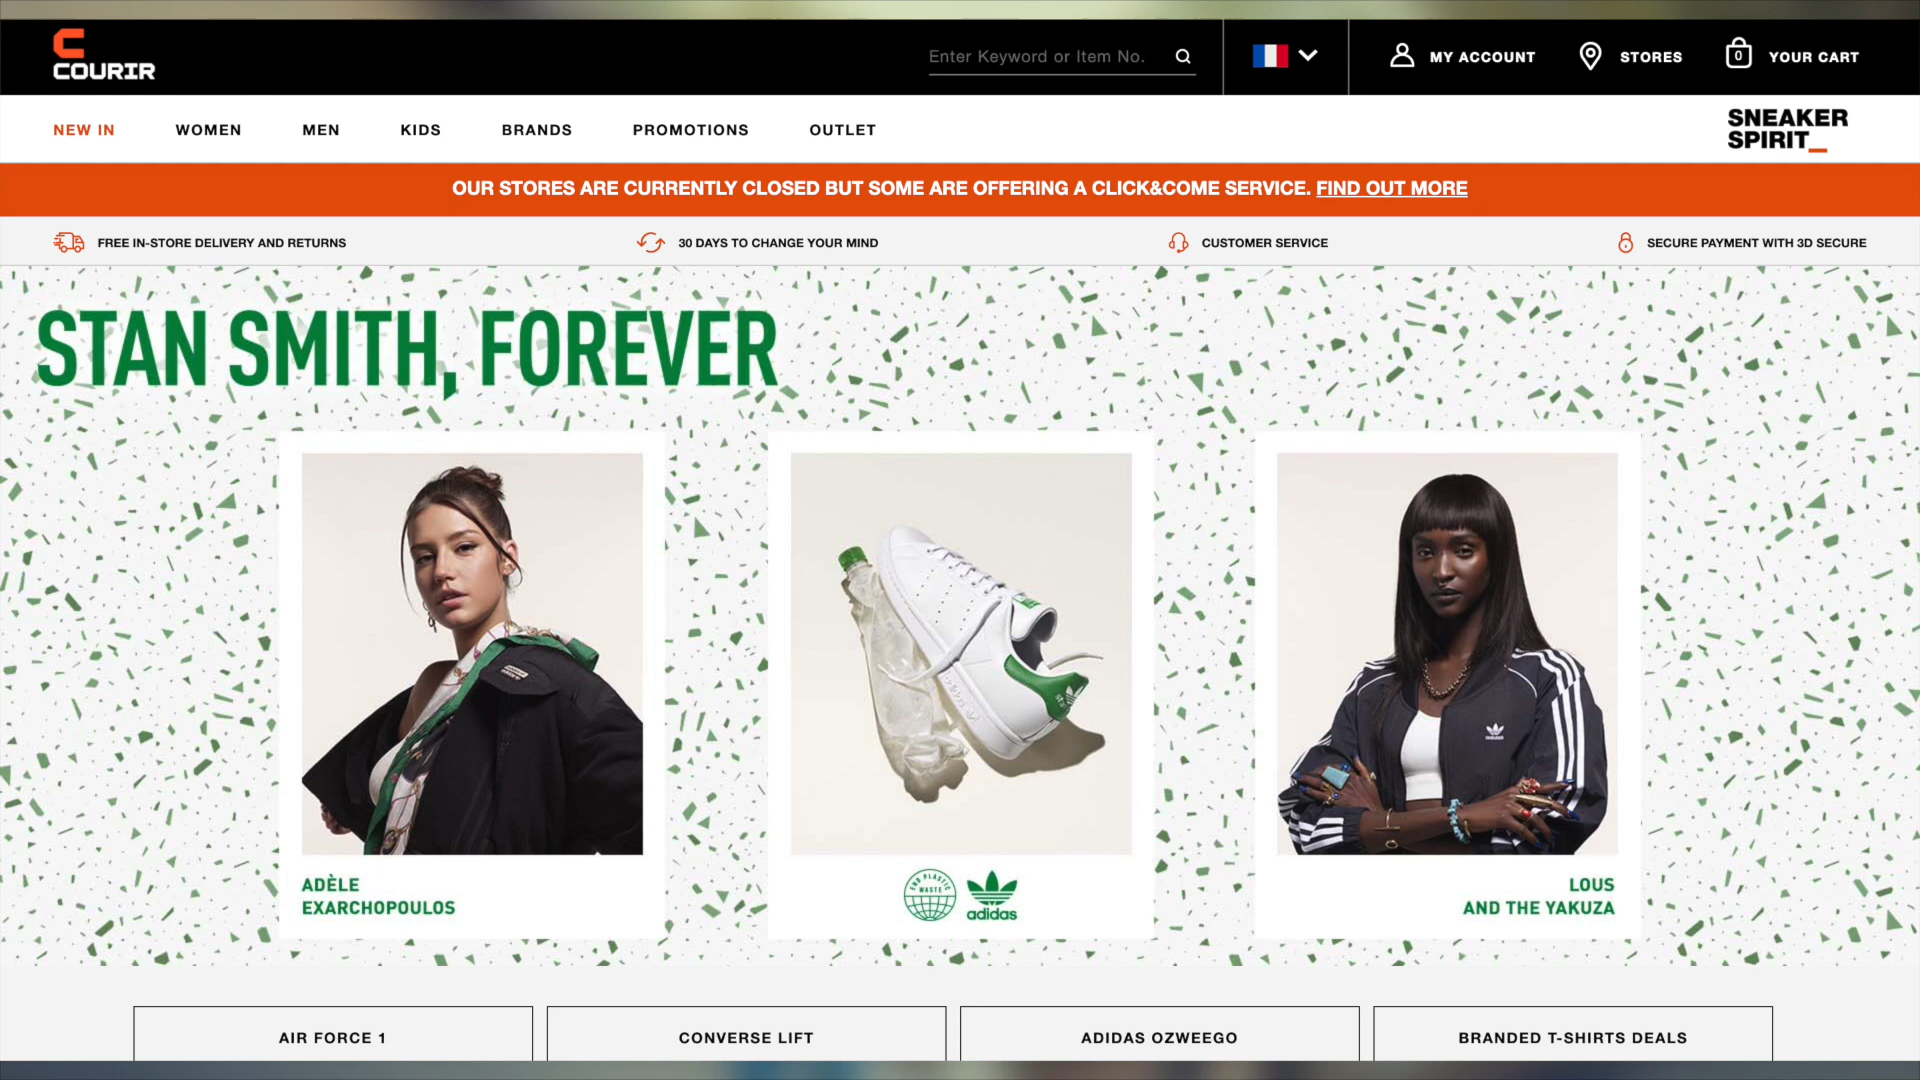 COURIR
Enter Keyword or Item No.
MY ACCOUNT
STORES
0
YOUR CART
NEW IN
WOMEN
MEN
KIDS
BRANDS
PROMOTIONS
OUTLET
SNEAKER
SPIRIT_
OUR STORES ARE CURRENTLY CLOSED BUT SOME ARE OFFERING A CLICK&COME SERVICE. FIND OUT MORE
FREE IN-STORE DELIVERY AND RETURNS
30 DAYS TO CHANGE YOUR MIND
CUSTOMER SERVICE
SECURE PAYMENT WITH 3D SECURE
STAN SMITH, FOREVER
ADÈLE
EXARCHOPOULOS
END PLASTIC
WASTE
adidas
LOUS
AND THE YAKUZA
AIR FORCE 1
CONVERSE LIFT
ADIDAS OZWEEGO
BRANDED T-SHIRTS DEALS